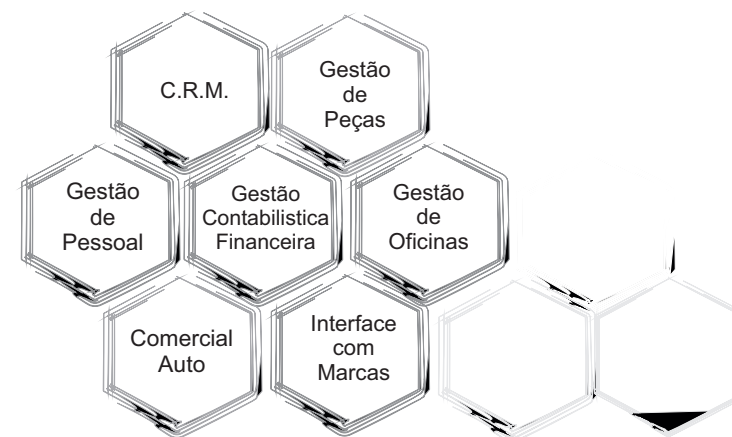 C.R.M.
Gestão
de
Peças
Gestão
de
Pessoal
Gestão
Contabilistica
Financeira
Gestão
de
Oficinas
Comercial
Auto
Interface
com
Marcas